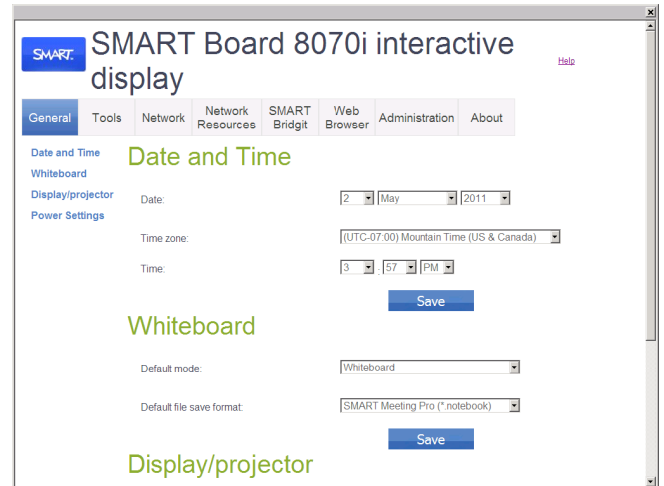 SMART
SMART Board 8070i interactive
display
Help
General
Tools
Network
Network
Resources
SMART
Bridgit
Web
Browser
Administration
About
Date and Time
Whiteboard
Display/projector
Power Settings
Date and Time
Date: 2 May 2011
Time zone: (UTC-07:00) Mountain Time (US & Canada)
Time: 3 : 57 PM
Save
Whiteboard
Default mode: Whiteboard
Default file save format: SMART Meeting Pro (*.notebook)
Save
Display/projector